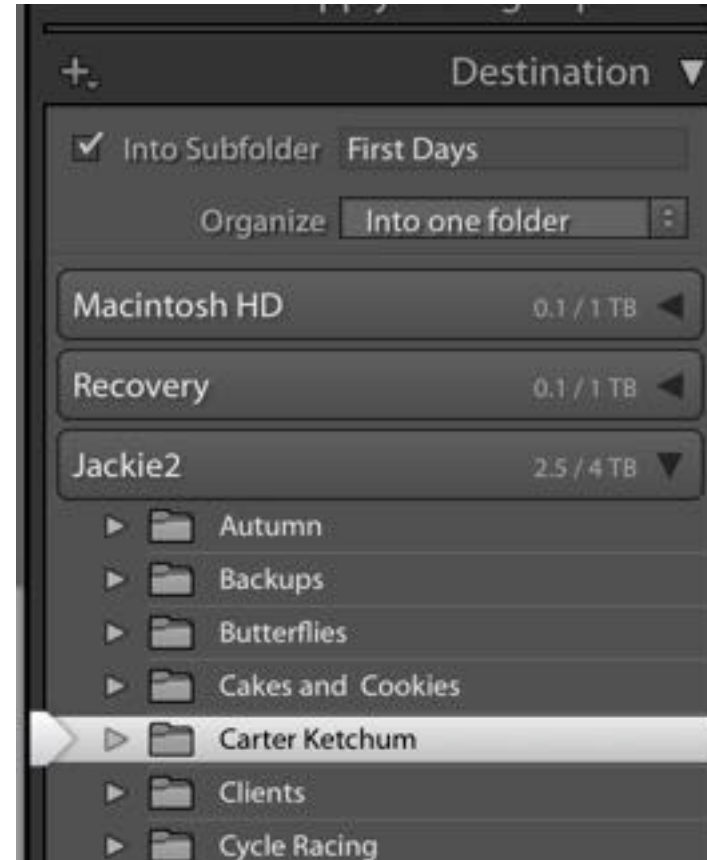 Destination
Into Subfolder First Days
Organize Into one folder
Macintosh HD 0.1 / 1 TB
Recovery 0.1 / 1 TB
Jackie2 2.5 / 4 TB
Autumn
Backups
Butterflies
Cakes and Cookies
Carter Ketchum
Clients
Cycle Racing